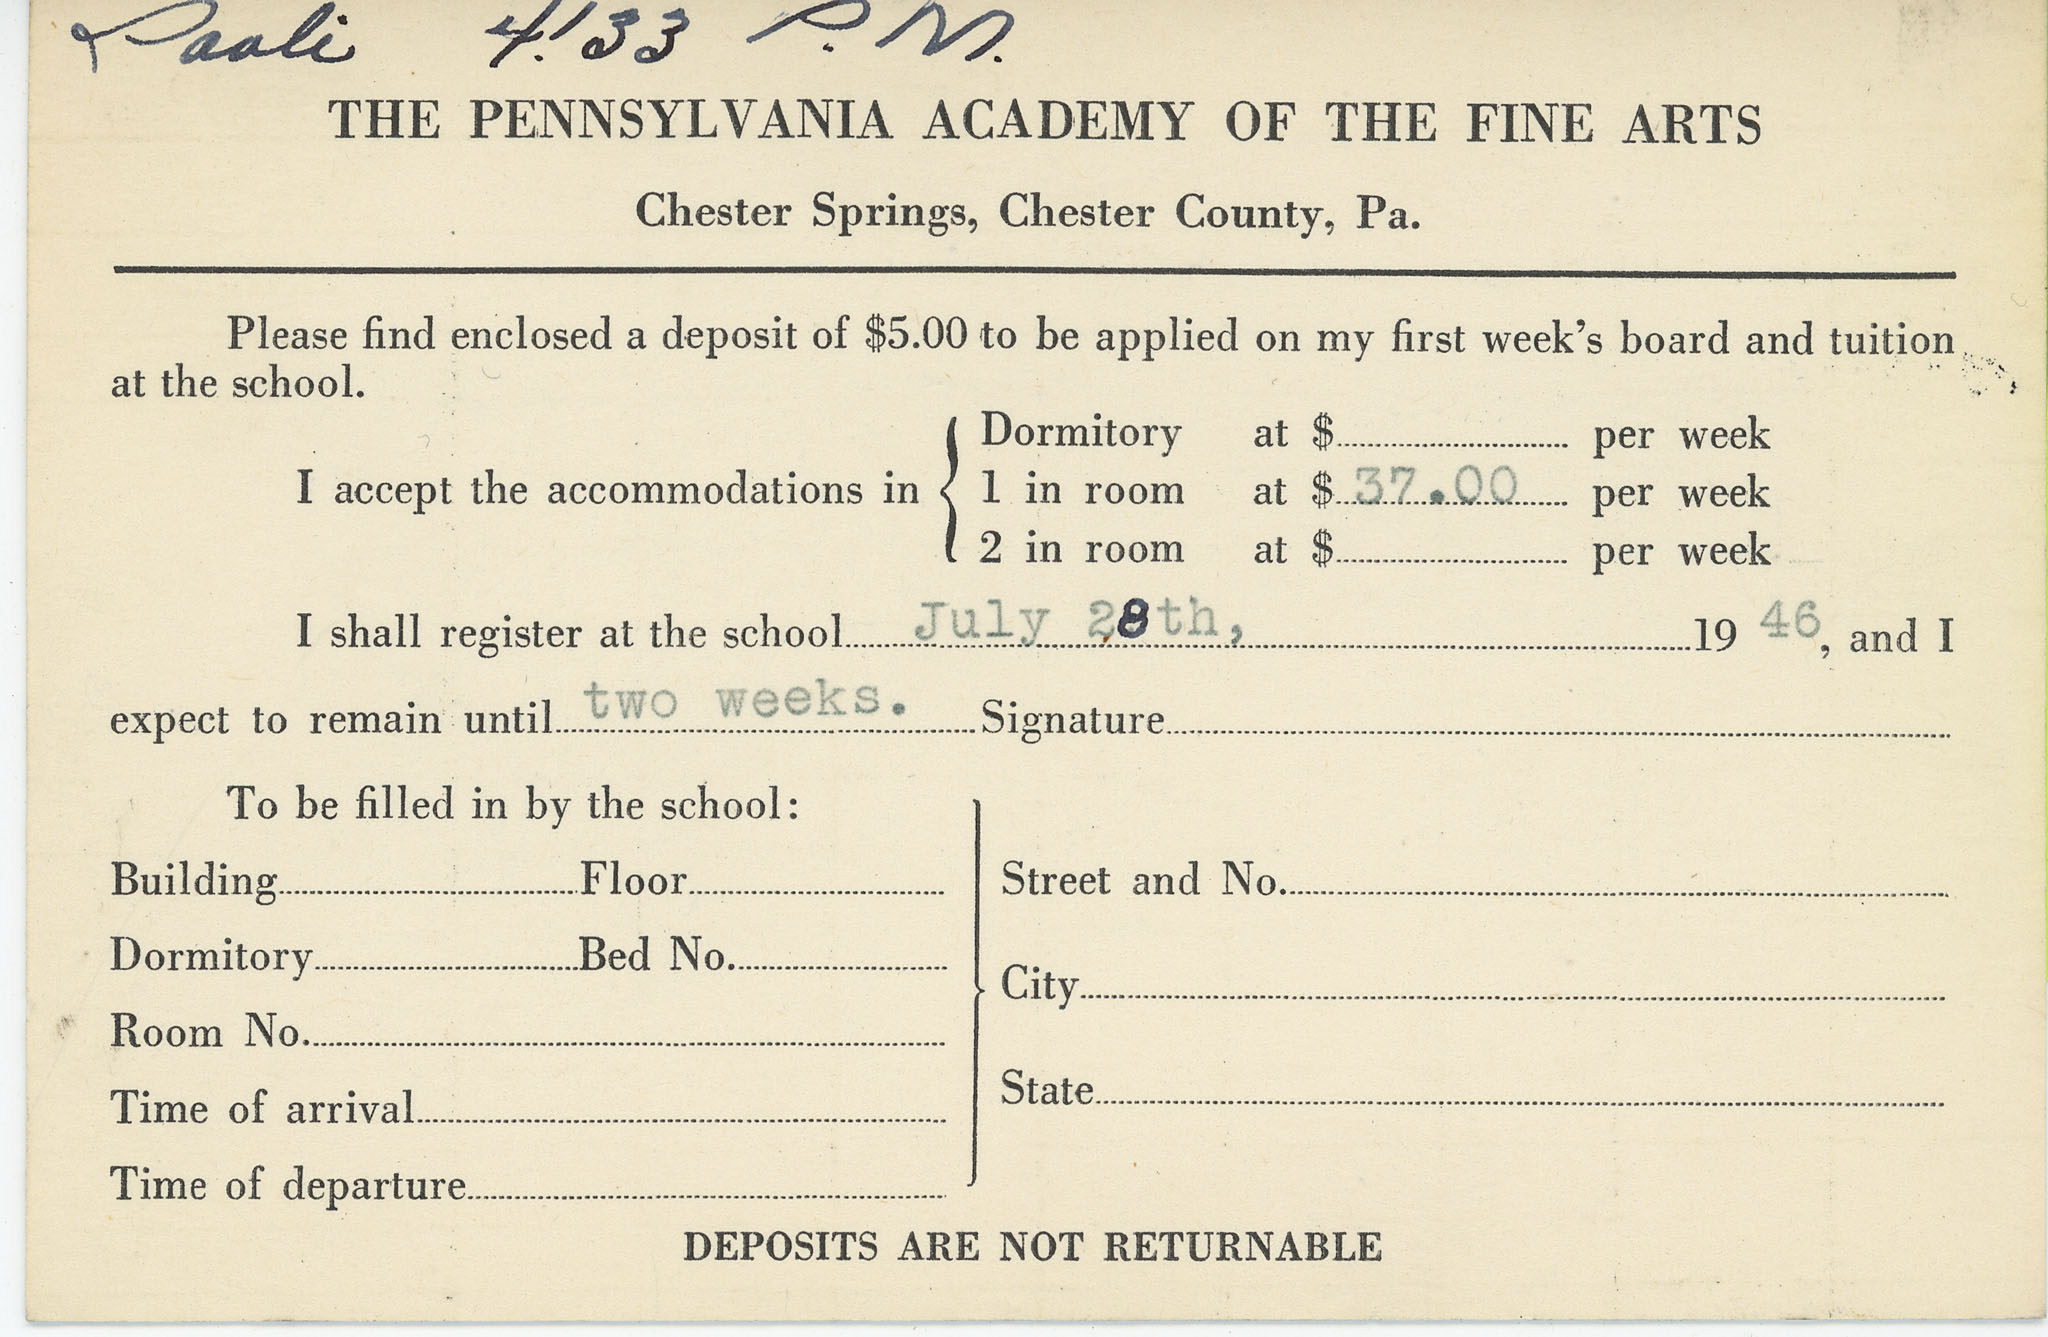 Paoli 4:33 P.M.
THE PENNSYLVANIA ACADEMY OF THE FINE ARTS
Chester Springs, Chester County, Pa.
Please find enclosed a deposit of $5.00 to be applied on my first week's board and tuition
at the school.
Dormitory at $ per week
I accept the accommodations in 1 in room at $ 37.00 per week
2 in room at $ per week
I shall register at the school July 28th, 19 46, and I
expect to remain until two weeks. Signature
To be filled in by the school:
Building Floor
Dormitory Bed No.
Room No.
Time of arrival
Time of departure
Street and No.
City
State
DEPOSITS ARE NOT RETURNABLE